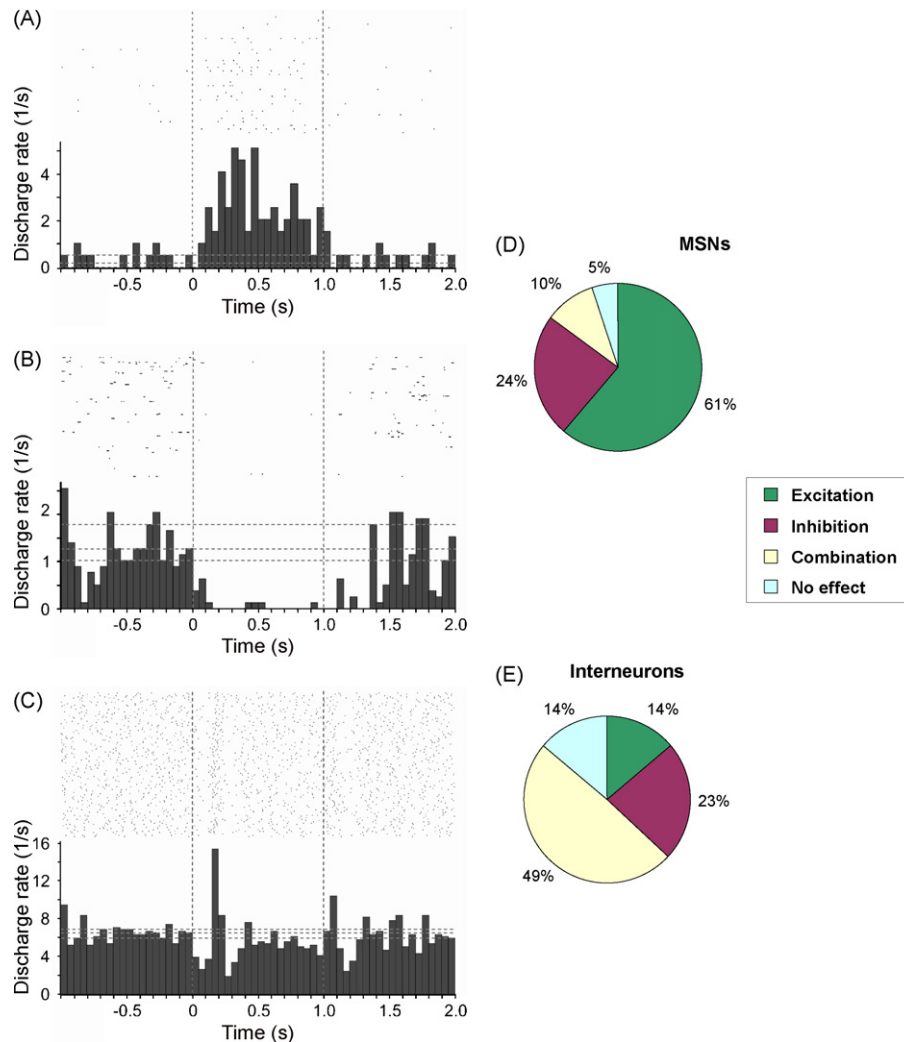 (A)
Discharge rate (1/s)
4
2
0
-0.5 0 0.5 1.0 1.5 2.0
Time (s)
(B)
Discharge rate (1/s)
2
1
0
-0.5 0 0.5 1.0 1.5 2.0
Time (s)
(C)
Discharge rate (1/s)
16
12
8
4
0
-0.5 0 0.5 1.0 1.5 2.0
Time (s)
(D) MSNs
5%
10%
24%
61%
Excitation
Inhibition
Combination
No effect
(E) Interneurons
14% 14%
23%
49%